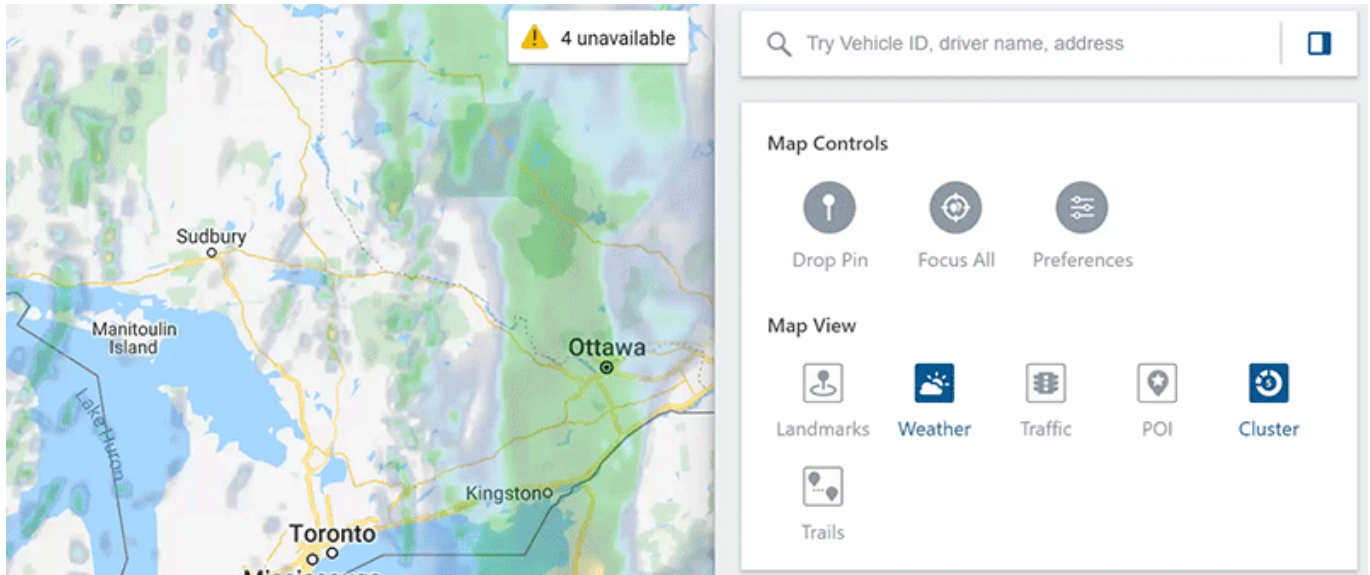 4 unavailable
Sudbury
Manitoulin
Island
Lake Huron
Ottawa
Kingston
Toronto
Mississauga
Try Vehicle ID, driver name, address
Map Controls
Drop Pin
Focus All
Preferences
Map View
Landmarks
Weather
Traffic
POI
Cluster
Trails